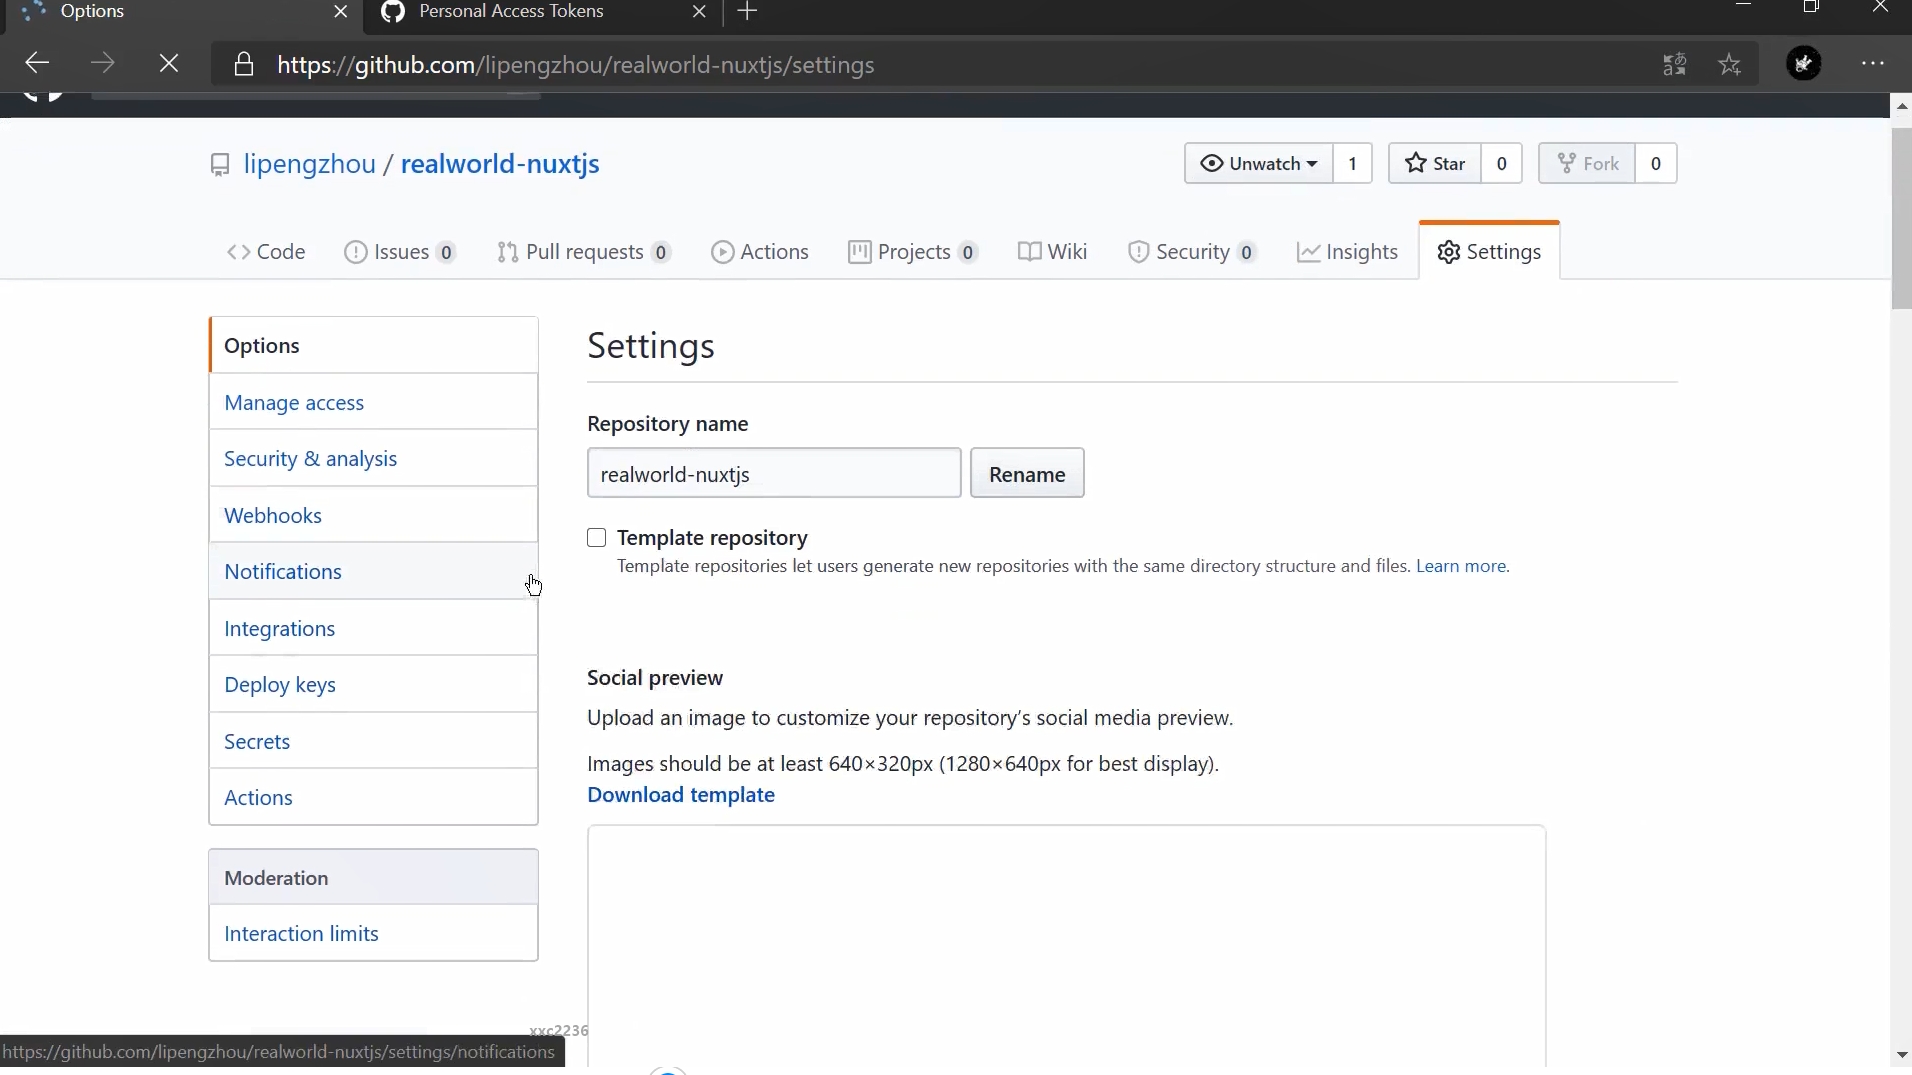 Options
Personal Access Tokens
https://github.com/lipengzhou/realworld-nuxtjs/settings
lipengzhou / realworld-nuxtjs
Unwatch 1
Star 0
Fork 0
Code
Issues 0
Pull requests 0
Actions
Projects 0
Wiki
Security 0
Insights
Settings
Options
Manage access
Security & analysis
Webhooks
Notifications
Integrations
Deploy keys
Secrets
Actions
Moderation
Interaction limits
Settings
Repository name
realworld-nuxtjs
Rename
Template repository
Template repositories let users generate new repositories with the same directory structure and files. Learn more.
Social preview
Upload an image to customize your repository's social media preview.
Images should be at least 640×320px (1280×640px for best display).
Download template
xxc2236
https://github.com/lipengzhou/realworld-nuxtjs/settings/notifications